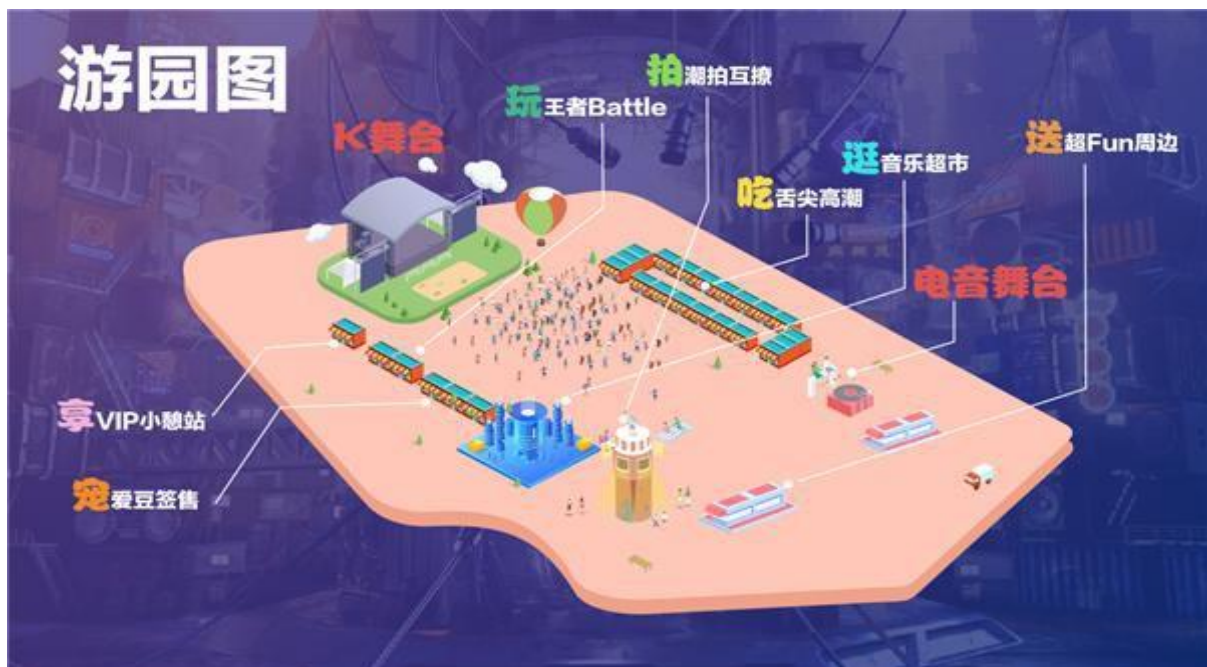 游园图
拍潮拍互撩
玩王者Battle
K舞台
送超Fun周边
逛音乐超市
吃舌尖高潮
电音舞台
享VIP小憩站
宠爱豆签售